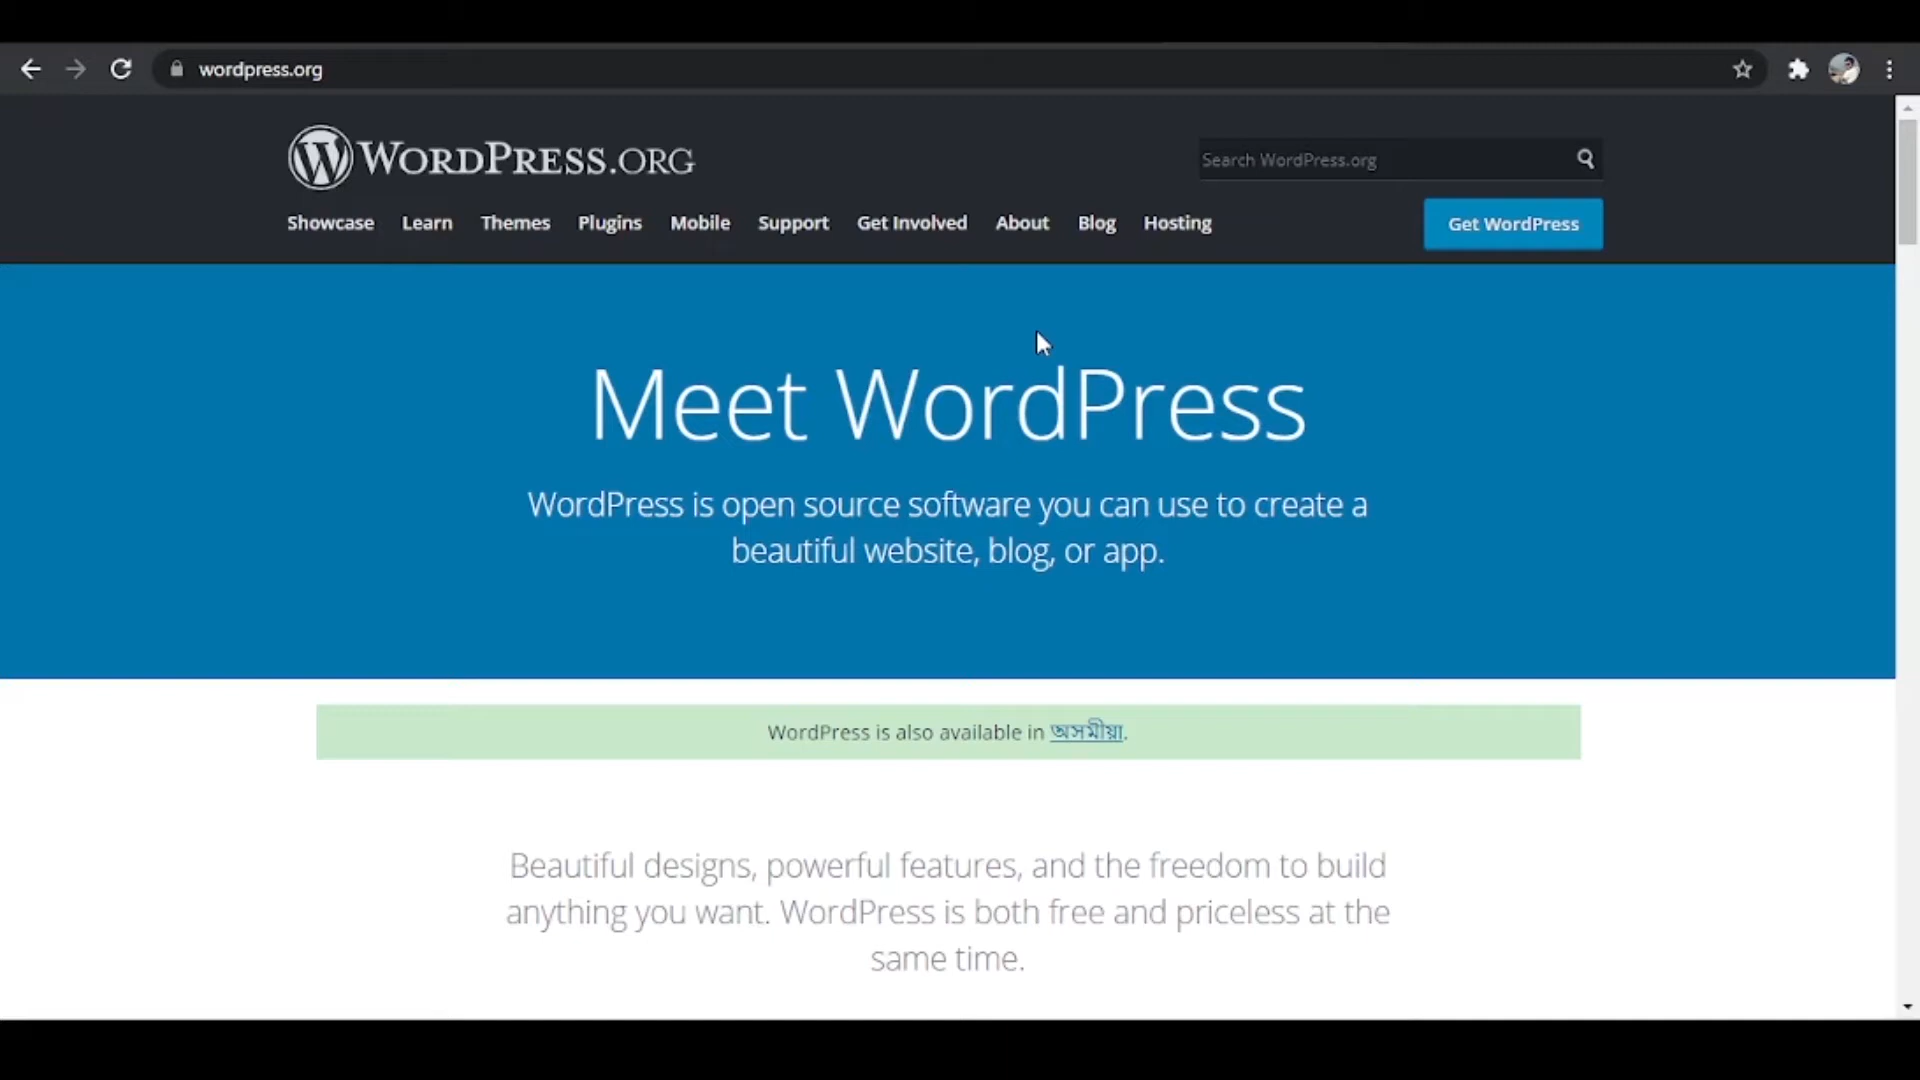 wordpress.org
WORDPRESS.ORG
Search WordPress.org
Showcase Learn Themes Plugins Mobile Support Get Involved About Blog Hosting Get WordPress
Meet WordPress
WordPress is open source software you can use to create a
beautiful website, blog, or app.
WordPress is also available in অসমীয়া.
Beautiful designs, powerful features, and the freedom to build
anything you want. WordPress is both free and priceless at the
same time.